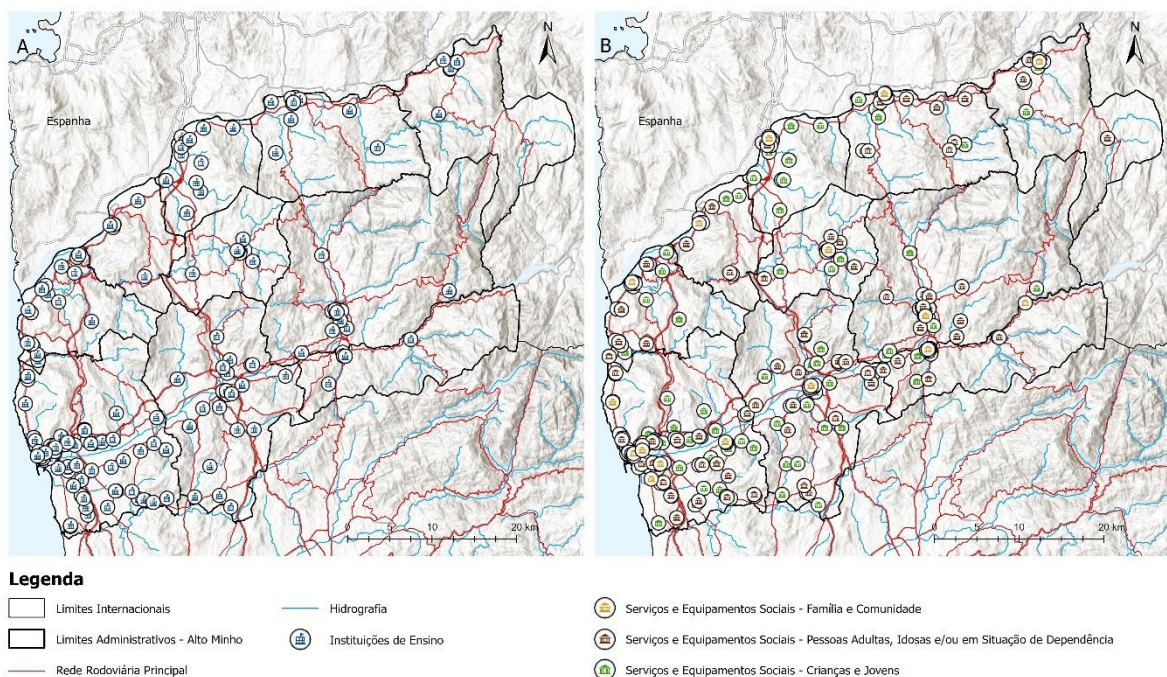 A
N
Espanha
0 10 20 km
B
N
Espanha
0 10 20 km
Legenda
Limites Internacionais
Limites Administrativos - Alto Minho
Rede Rodoviária Principal
Hidrografia
Instituições de Ensino
Serviços e Equipamentos Sociais - Família e Comunidade
Serviços e Equipamentos Sociais - Pessoas Adultas, Idosas e/ou em Situação de Dependência
Serviços e Equipamentos Sociais - Crianças e Jovens